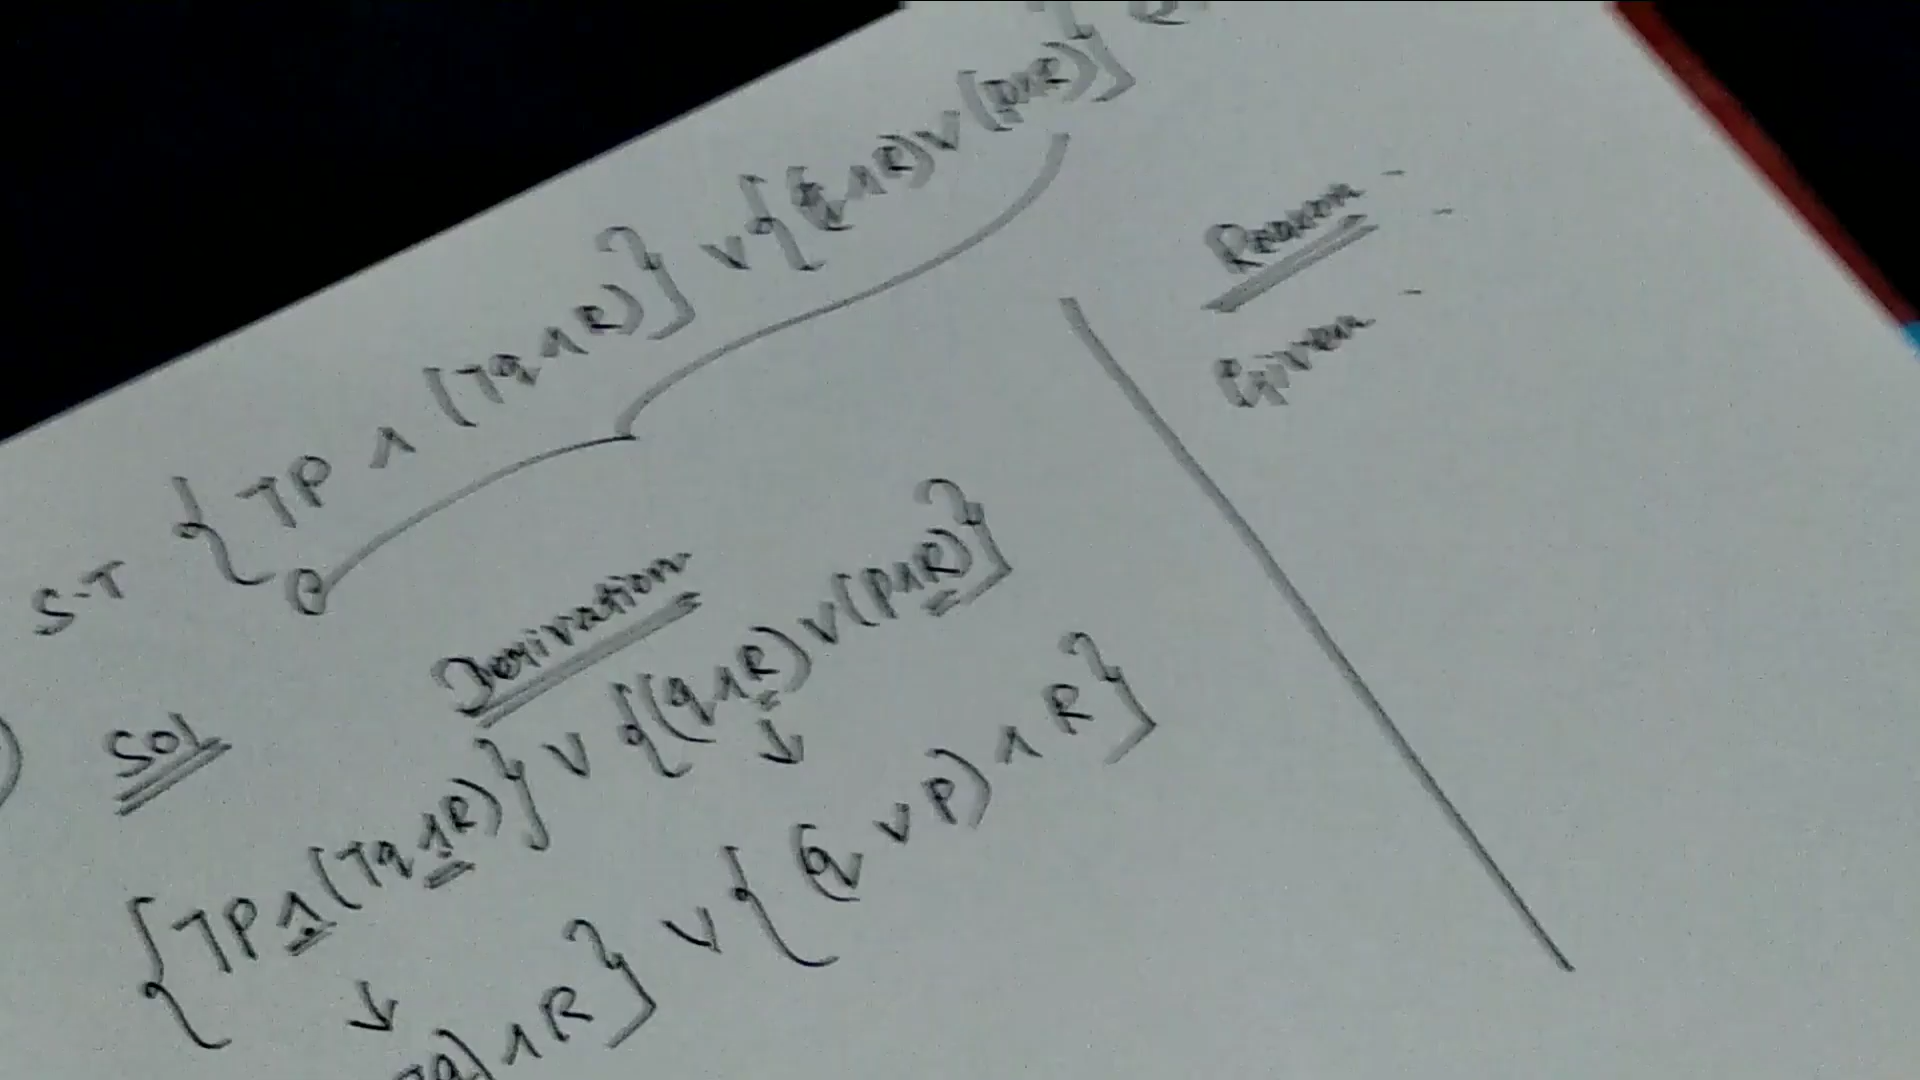 S-T {¬P ∧ (¬q ∧ R)} ∨ {(q ∧ R) ∨ (P ∧ R)}
Sol
Derivation
Reason -
{¬P ∧ (¬q ∧ R)} ∨ {(q ∧ R) ∨ (P ∧ R)}
Given -
↓ ↓
q) ∧ R} ∨ {(q ∨ P) ∧ R}